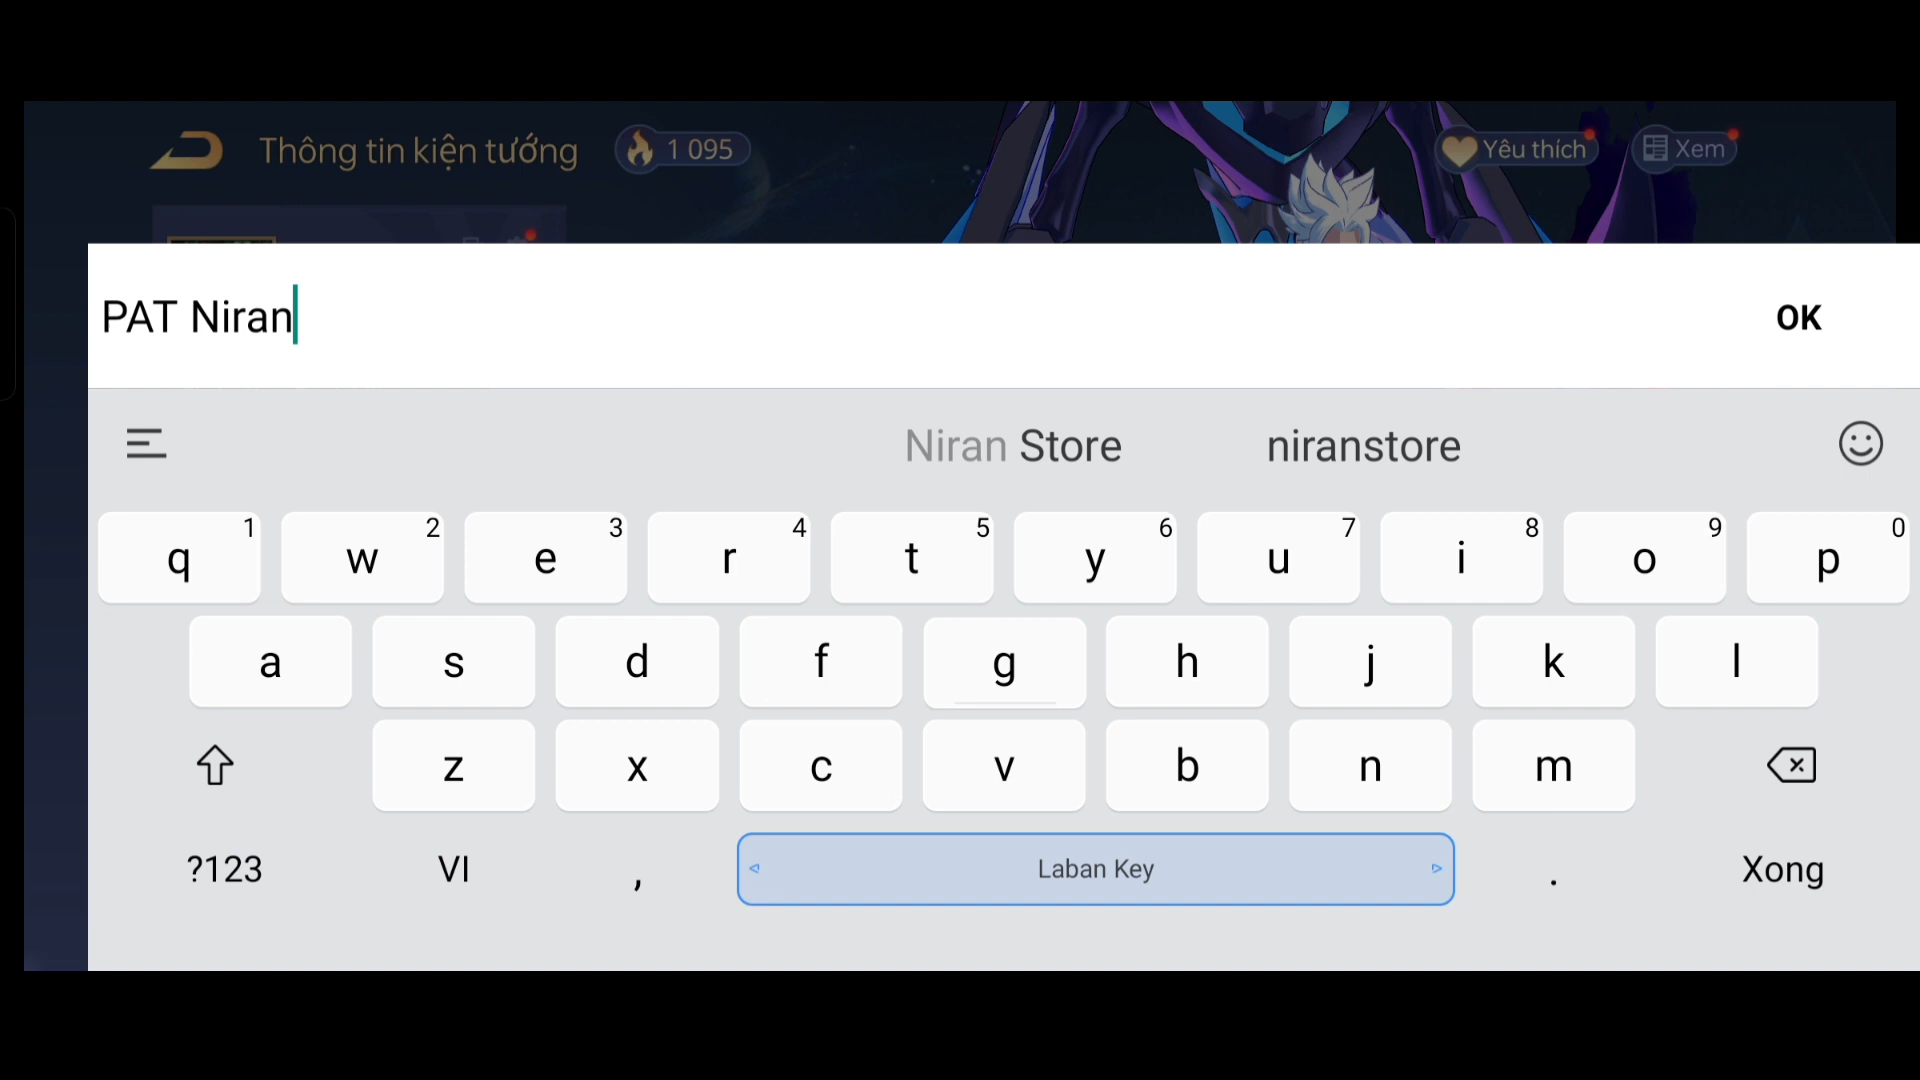 Thông tin kiện tướng
1 095
Yêu thích
Xem
PAT Niran
OK
Niran Store
niranstore
1 2 3 4 5 6 7 8 9 0
q w e r t y u i o p
a s d f g h j k l
z x c v b n m
?123 VI , Laban Key . Xong